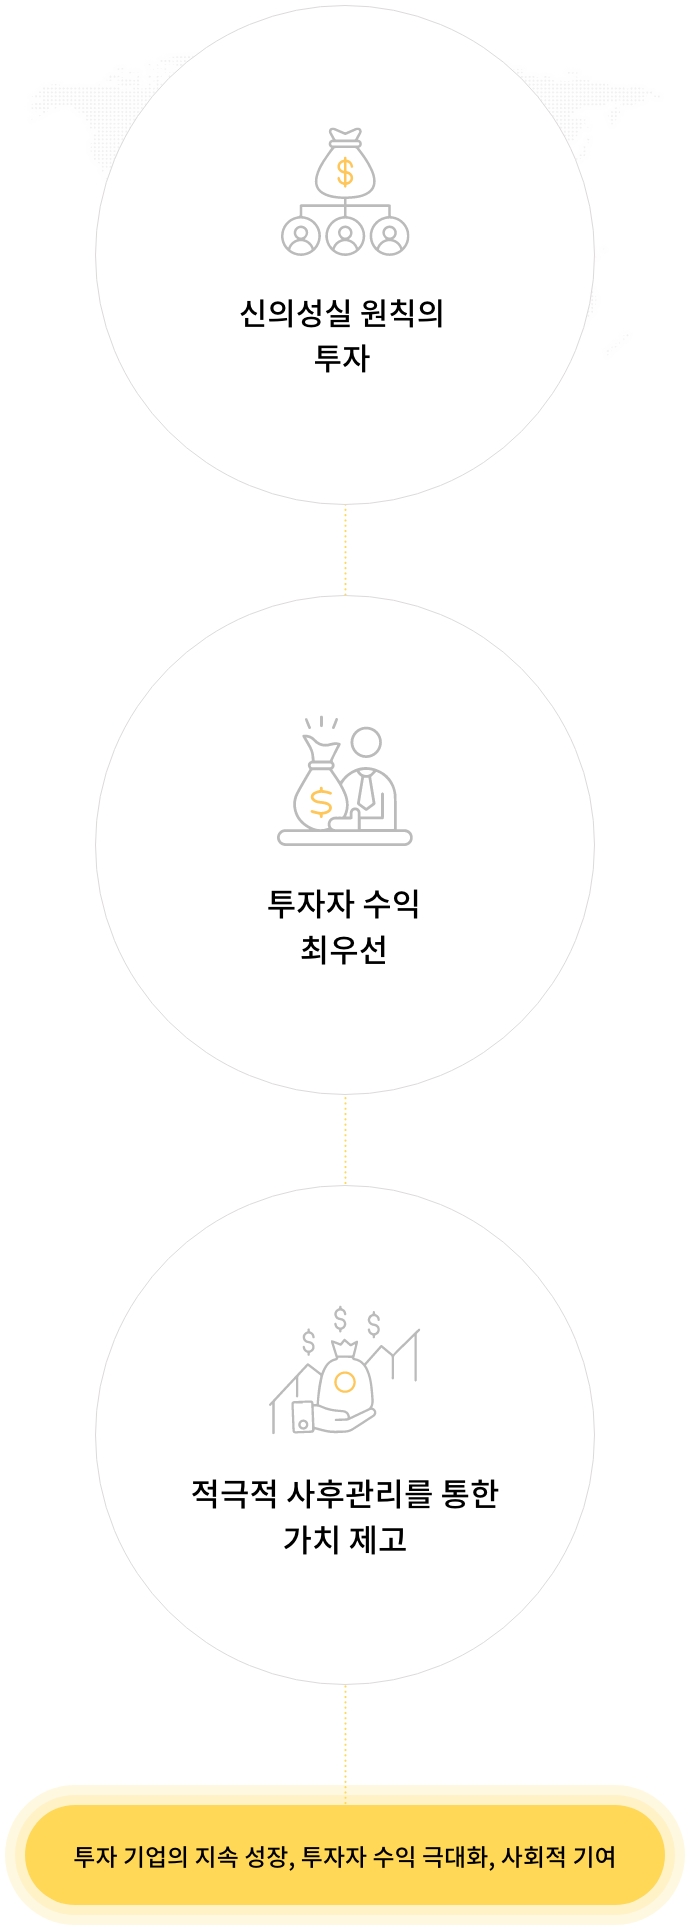 신의성실 원칙의
투자
투자자 수익
최우선
적극적 사후관리를 통한
가치 제고
투자 기업의 지속 성장, 투자자 수익 극대화, 사회적 기여